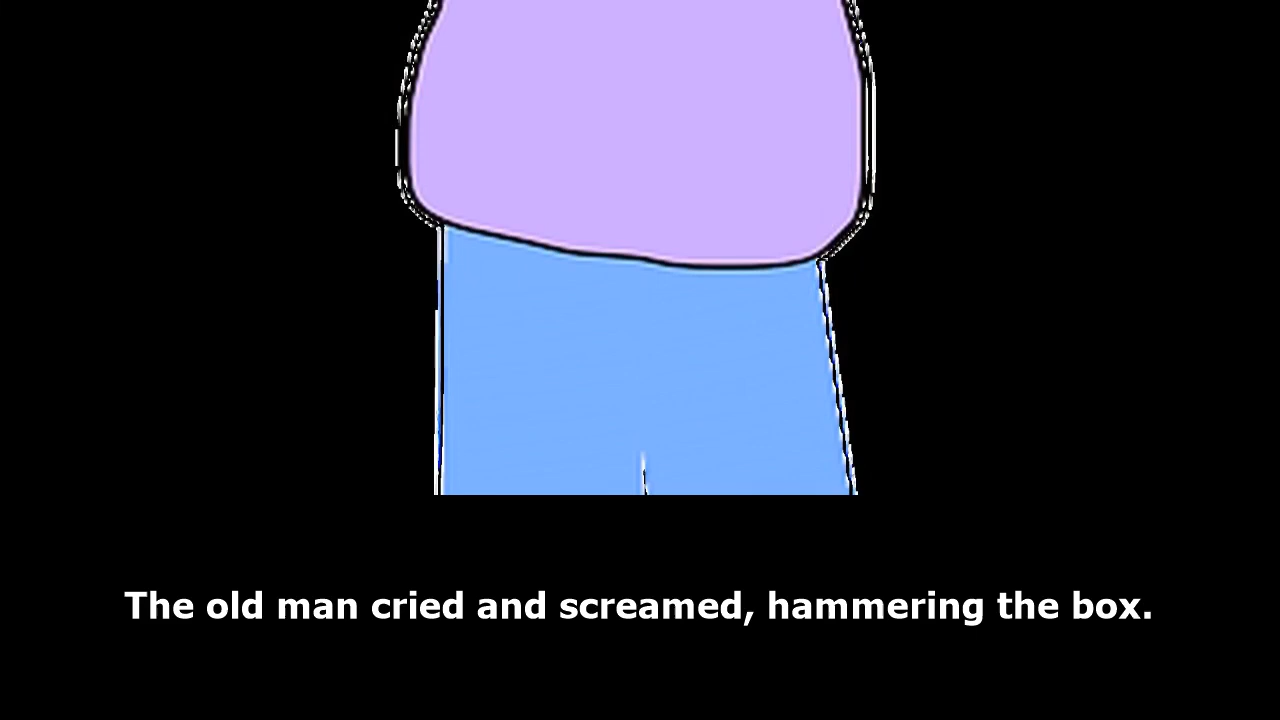 The old man cried and screamed, hammering the box.